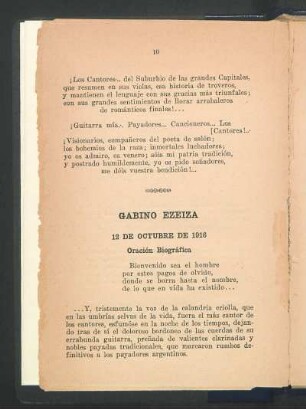 10
¡Los Cantores.. del Suburbio de las grandes Capitales,
que resumen en sus violas, esa historia de troveros,
y mantienen el lenguaje con sus gracias más triunfales;
con sus grandes sentimientos de llorar arrabaleros
de románticos finales!...
¡Guitarra mía.. Payadores... Cancioneros... Los
[Cantores!..
¡Visionarios, compañeros del poeta de salón;
los bohemios de la raza; inmortales luchadores;
yo os admiro, os venero; sois mi patria tradición,
y postrado humildemente, yo os pido soñadores,
me dóis vuestra bendición!...
GABINO EZEIZA
12 DE OCTUBRE DE 1916
Oración Biográfica
Bienvenido sea el hombre
por estos pagos de olvido,
donde se borra hasta el nombre,
de lo que en vida ha existido...
...Y, tristemente la voz de la calandria criolla, que
en las umbrías selvas de la vida, fuera el más cantor de
los cantores, esfumóse en la noche de los tiempos, dejan-
do tras el el doloroso bordoneo de las cuerdas de su
errabunda guitarra, preñada de valientes clarinadas y
nobles payadas tradicionales, que marcaron rumbos de-
finitivos a los payadores argentinos.